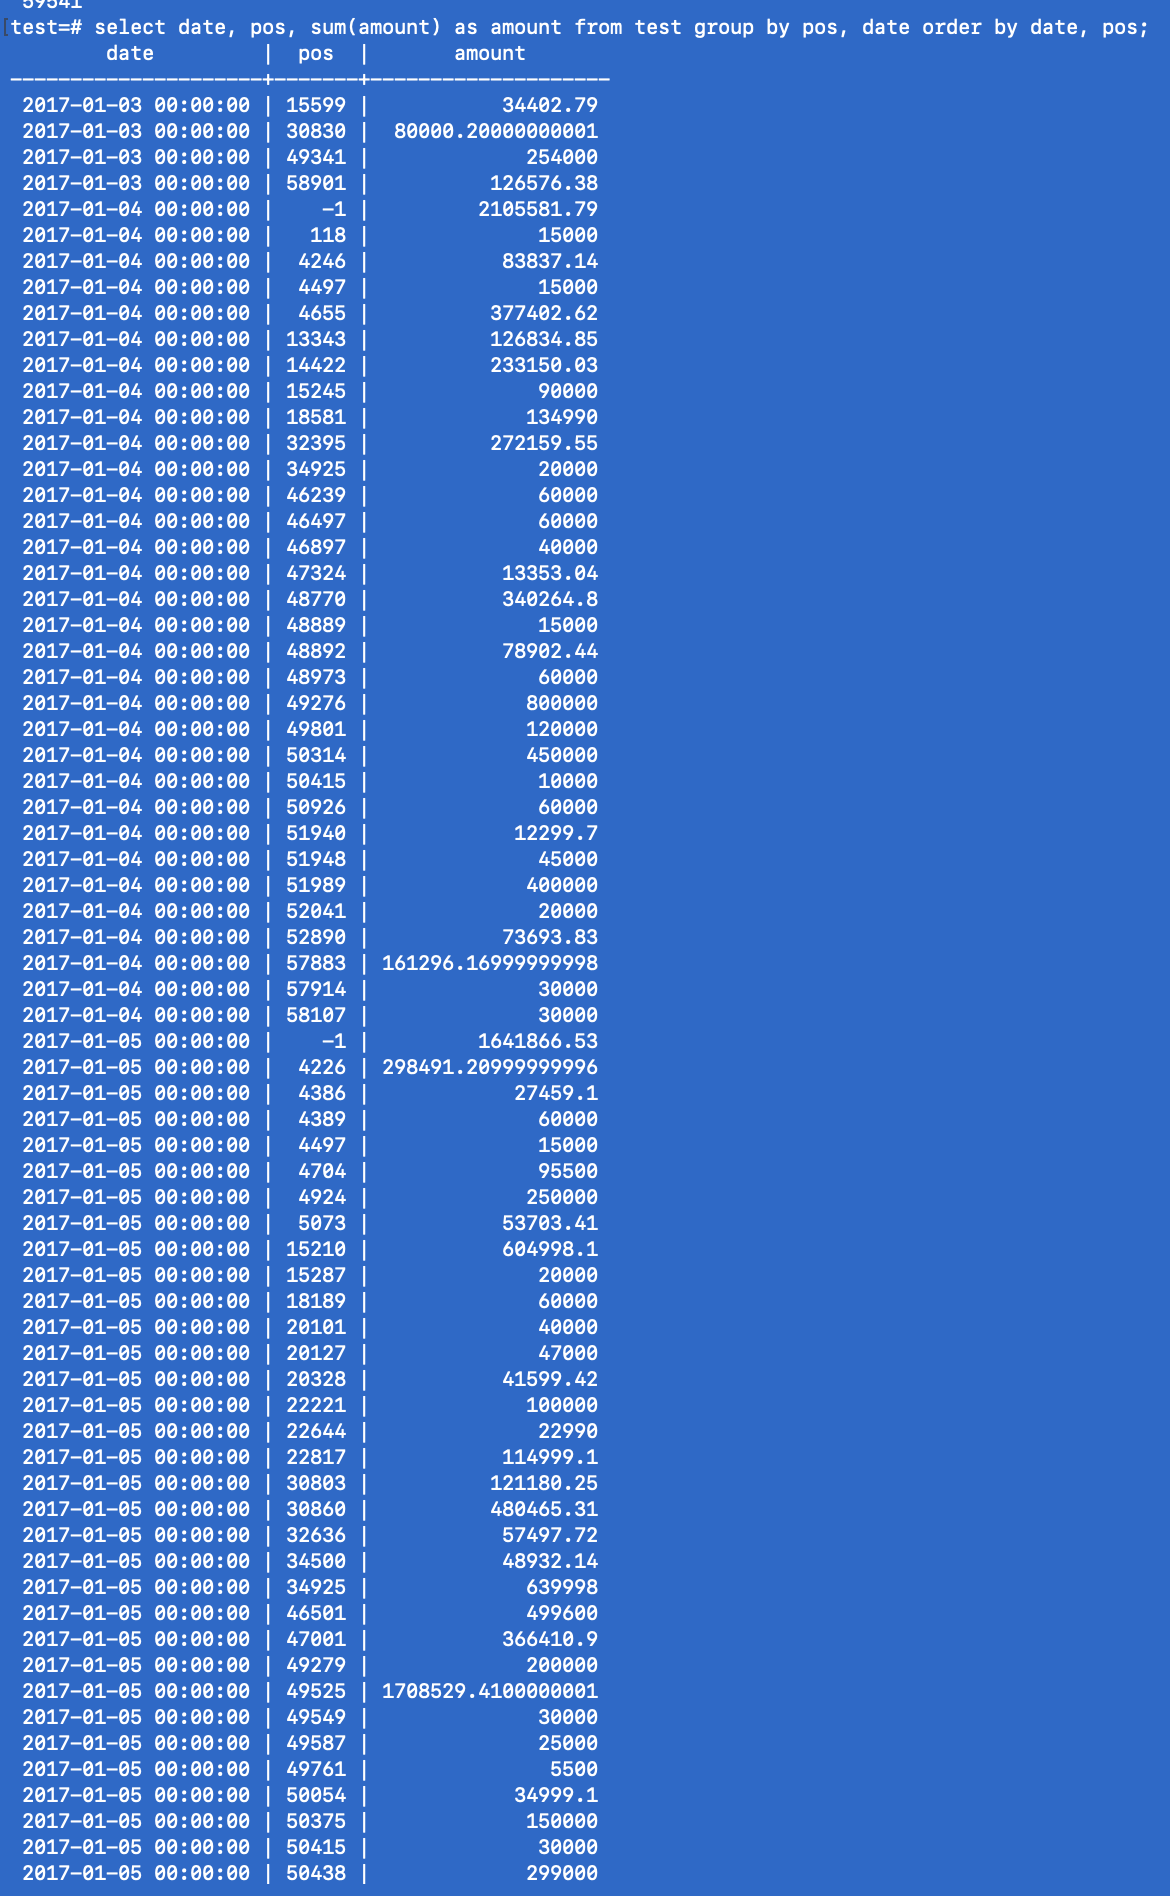 59541
test=# select date, pos, sum(amount) as amount from test group by pos, date order by date, pos;
date | pos | amount
---------------------+-------+--------------------
2017-01-03 00:00:00 | 15599 | 34402.79
2017-01-03 00:00:00 | 30830 | 80000.20000000001
2017-01-03 00:00:00 | 49341 | 254000
2017-01-03 00:00:00 | 58901 | 126576.38
2017-01-04 00:00:00 | -1 | 2105581.79
2017-01-04 00:00:00 | 118 | 15000
2017-01-04 00:00:00 | 4246 | 83837.14
2017-01-04 00:00:00 | 4497 | 15000
2017-01-04 00:00:00 | 4655 | 377402.62
2017-01-04 00:00:00 | 13343 | 126834.85
2017-01-04 00:00:00 | 14422 | 233150.03
2017-01-04 00:00:00 | 15245 | 90000
2017-01-04 00:00:00 | 18581 | 134990
2017-01-04 00:00:00 | 32395 | 272159.55
2017-01-04 00:00:00 | 34925 | 20000
2017-01-04 00:00:00 | 46239 | 60000
2017-01-04 00:00:00 | 46497 | 60000
2017-01-04 00:00:00 | 46897 | 40000
2017-01-04 00:00:00 | 47324 | 13353.04
2017-01-04 00:00:00 | 48770 | 340264.8
2017-01-04 00:00:00 | 48889 | 15000
2017-01-04 00:00:00 | 48892 | 78902.44
2017-01-04 00:00:00 | 48973 | 60000
2017-01-04 00:00:00 | 49276 | 800000
2017-01-04 00:00:00 | 49801 | 120000
2017-01-04 00:00:00 | 50314 | 450000
2017-01-04 00:00:00 | 50415 | 10000
2017-01-04 00:00:00 | 50926 | 60000
2017-01-04 00:00:00 | 51940 | 12299.7
2017-01-04 00:00:00 | 51948 | 45000
2017-01-04 00:00:00 | 51989 | 400000
2017-01-04 00:00:00 | 52041 | 20000
2017-01-04 00:00:00 | 52890 | 73693.83
2017-01-04 00:00:00 | 57883 | 161296.16999999998
2017-01-04 00:00:00 | 57914 | 30000
2017-01-04 00:00:00 | 58107 | 30000
2017-01-05 00:00:00 | -1 | 1641866.53
2017-01-05 00:00:00 | 4226 | 298491.20999999996
2017-01-05 00:00:00 | 4386 | 27459.1
2017-01-05 00:00:00 | 4389 | 60000
2017-01-05 00:00:00 | 4497 | 15000
2017-01-05 00:00:00 | 4704 | 95500
2017-01-05 00:00:00 | 4924 | 250000
2017-01-05 00:00:00 | 5073 | 53703.41
2017-01-05 00:00:00 | 15210 | 604998.1
2017-01-05 00:00:00 | 15287 | 20000
2017-01-05 00:00:00 | 18189 | 60000
2017-01-05 00:00:00 | 20101 | 40000
2017-01-05 00:00:00 | 20127 | 47000
2017-01-05 00:00:00 | 20328 | 41599.42
2017-01-05 00:00:00 | 22221 | 100000
2017-01-05 00:00:00 | 22644 | 22990
2017-01-05 00:00:00 | 22817 | 114999.1
2017-01-05 00:00:00 | 30803 | 121180.25
2017-01-05 00:00:00 | 30860 | 480465.31
2017-01-05 00:00:00 | 32636 | 57497.72
2017-01-05 00:00:00 | 34500 | 48932.14
2017-01-05 00:00:00 | 34925 | 639998
2017-01-05 00:00:00 | 46501 | 499600
2017-01-05 00:00:00 | 47001 | 366410.9
2017-01-05 00:00:00 | 49279 | 200000
2017-01-05 00:00:00 | 49525 | 1708529.4100000001
2017-01-05 00:00:00 | 49549 | 30000
2017-01-05 00:00:00 | 49587 | 25000
2017-01-05 00:00:00 | 49761 | 5500
2017-01-05 00:00:00 | 50054 | 34999.1
2017-01-05 00:00:00 | 50375 | 150000
2017-01-05 00:00:00 | 50415 | 30000
2017-01-05 00:00:00 | 50438 | 299000